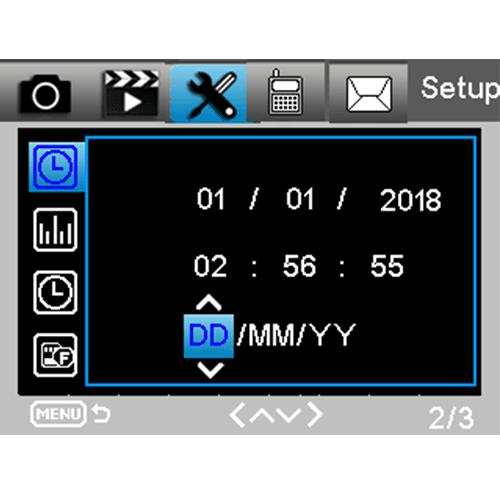 Setup
01 / 01 / 2018
02 : 56 : 55
DD/MM/YY
MENU 2/3